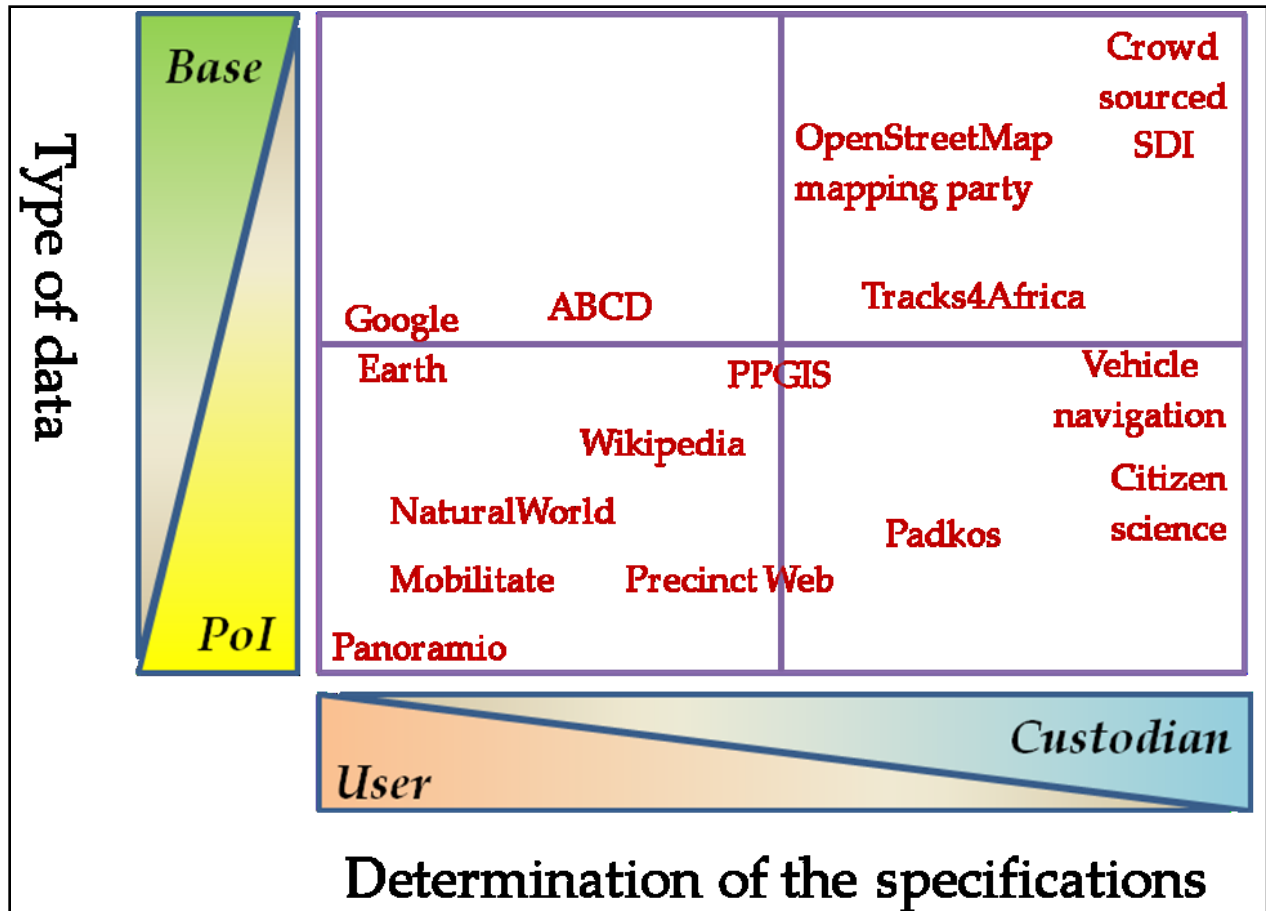 Base
Type of data
PoI
Crowd
sourced
SDI
OpenStreetMap
mapping party
Tracks4Africa
ABCD
Google
Earth
PPGIS
Vehicle
navigation
Wikipedia
Citizen
science
NaturalWorld
Padkos
Mobilitate
Precinct Web
Panoramio
Custodian
User
Determination of the specifications